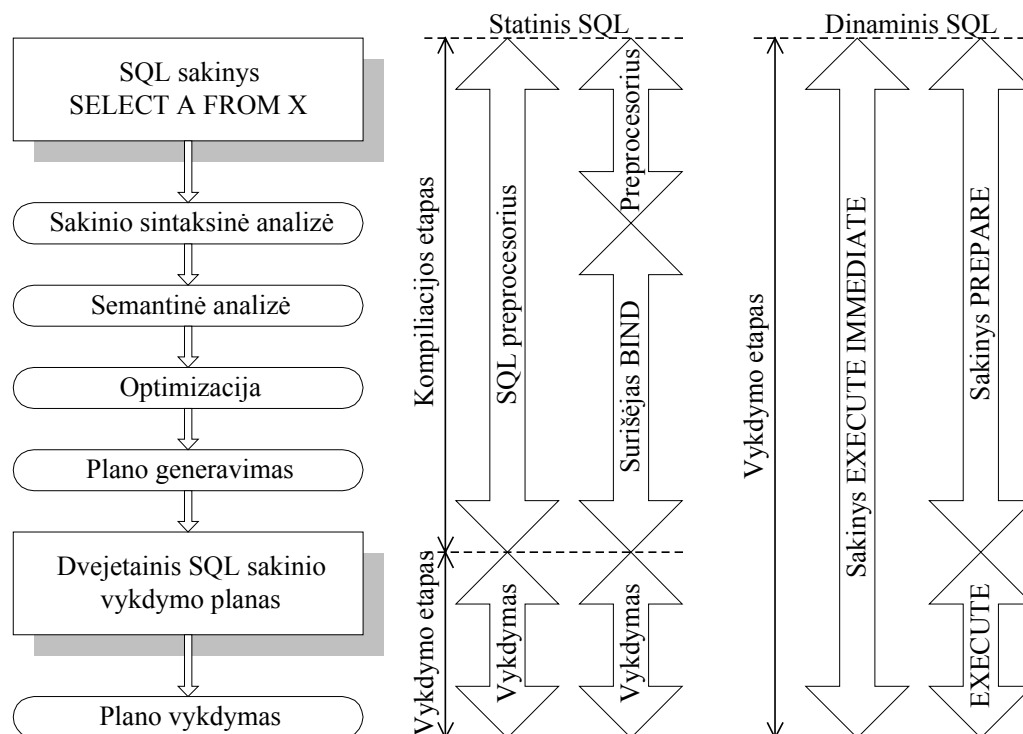 Statinis SQL
Dinaminis SQL
SQL sakinys
SELECT A FROM X
Sakinio sintaksinė analizė
Semantinė analizė
Optimizacija
Plano generavimas
Dvejetainis SQL sakinio
vykdymo planas
Plano vykdymas
Kompiliacijos etapas
Vykdymo etapas
SQL preprocesorius
Vykdymas
Preprocesorius
Surišėjas BIND
Vykdymas
Vykdymo etapas
Sakinys EXECUTE IMMEDIATE
Sakinys PREPARE
EXECUTE